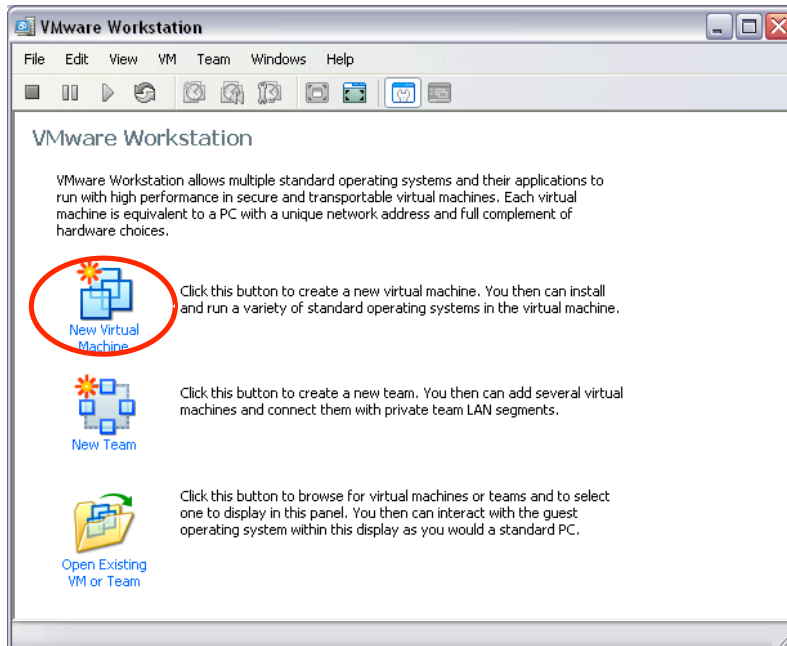 VMware Workstation
File Edit View VM Team Windows Help
VMware Workstation
VMware Workstation allows multiple standard operating systems and their applications to
run with high performance in secure and transportable virtual machines. Each virtual
machine is equivalent to a PC with a unique network address and full complement of
hardware choices.
Click this button to create a new virtual machine. You then can install
and run a variety of standard operating systems in the virtual machine.
New Virtual
Machine
Click this button to create a new team. You then can add several virtual
machines and connect them with private team LAN segments.
New Team
Click this button to browse for virtual machines or teams and to select
one to display in this panel. You then can interact with the guest
operating system within this display as you would a standard PC.
Open Existing
VM or Team